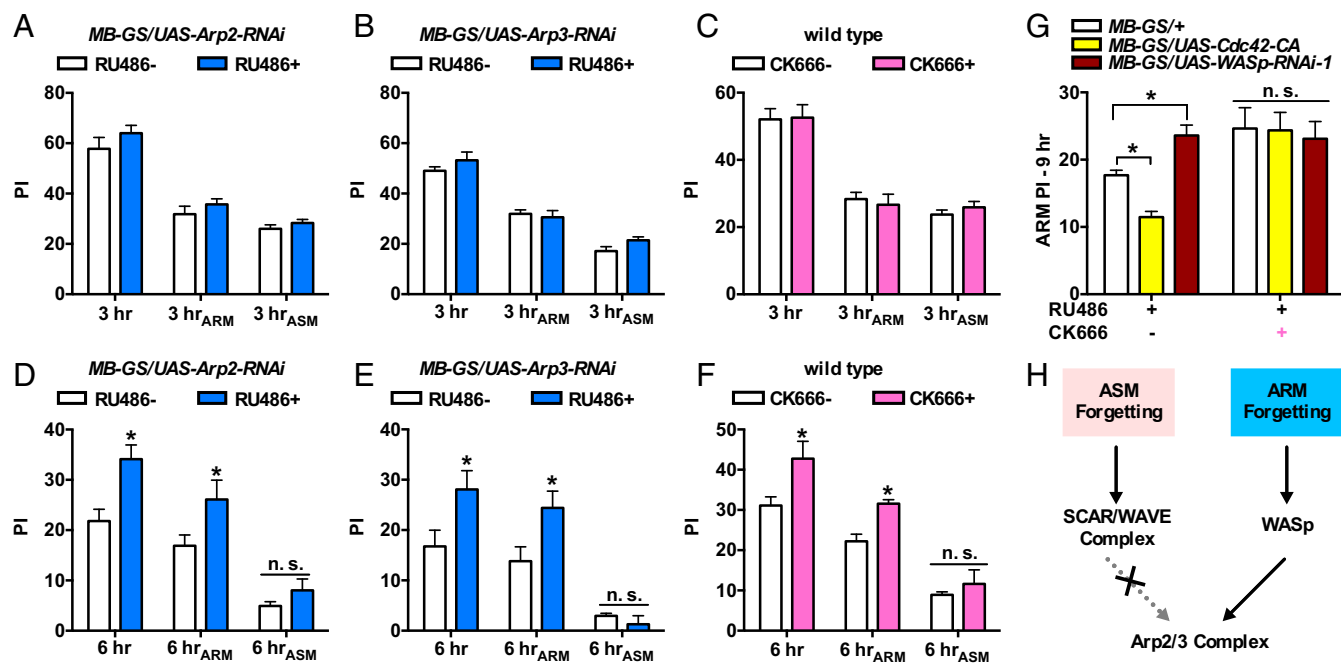 A
MB-GS/UAS-Arp2-RNAi
RU486- RU486+
PI
80
60
40
20
0
3 hr 3 hrARM 3 hrASM
B
MB-GS/UAS-Arp3-RNAi
RU486- RU486+
PI
80
60
40
20
0
3 hr 3 hrARM 3 hrASM
C
wild type
CK666- CK666+
PI
60
40
20
0
3 hr 3 hrARM 3 hrASM
G
MB-GS/+
MB-GS/UAS-Cdc42-CA
MB-GS/UAS-WASp-RNAi-1
ARM PI - 9 hr
30
20
10
0
*
*
n. s.
RU486 + +
CK666 - +
D
MB-GS/UAS-Arp2-RNAi
RU486- RU486+
PI
40
30
20
10
0
*
*
n. s.
6 hr 6 hrARM 6 hrASM
E
MB-GS/UAS-Arp3-RNAi
RU486- RU486+
PI
40
30
20
10
0
*
*
n. s.
6 hr 6 hrARM 6 hrASM
F
wild type
CK666- CK666+
PI
50
40
30
20
10
0
*
*
n. s.
6 hr 6 hrARM 6 hrASM
H
ASM
Forgetting
ARM
Forgetting
SCAR/WAVE
Complex
WASp
Arp2/3 Complex